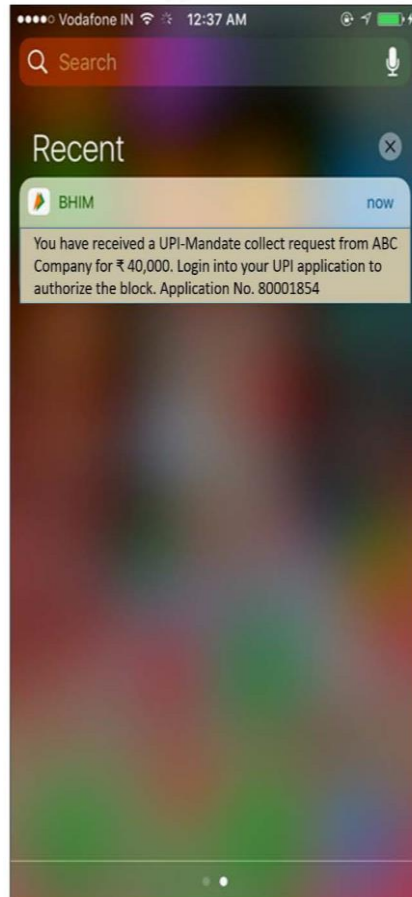 Vodafone IN 12:37 AM
Search
Recent
BHIM now
You have received a UPI-Mandate collect request from ABC
Company for ₹ 40,000. Login into your UPI application to
authorize the block. Application No. 80001854